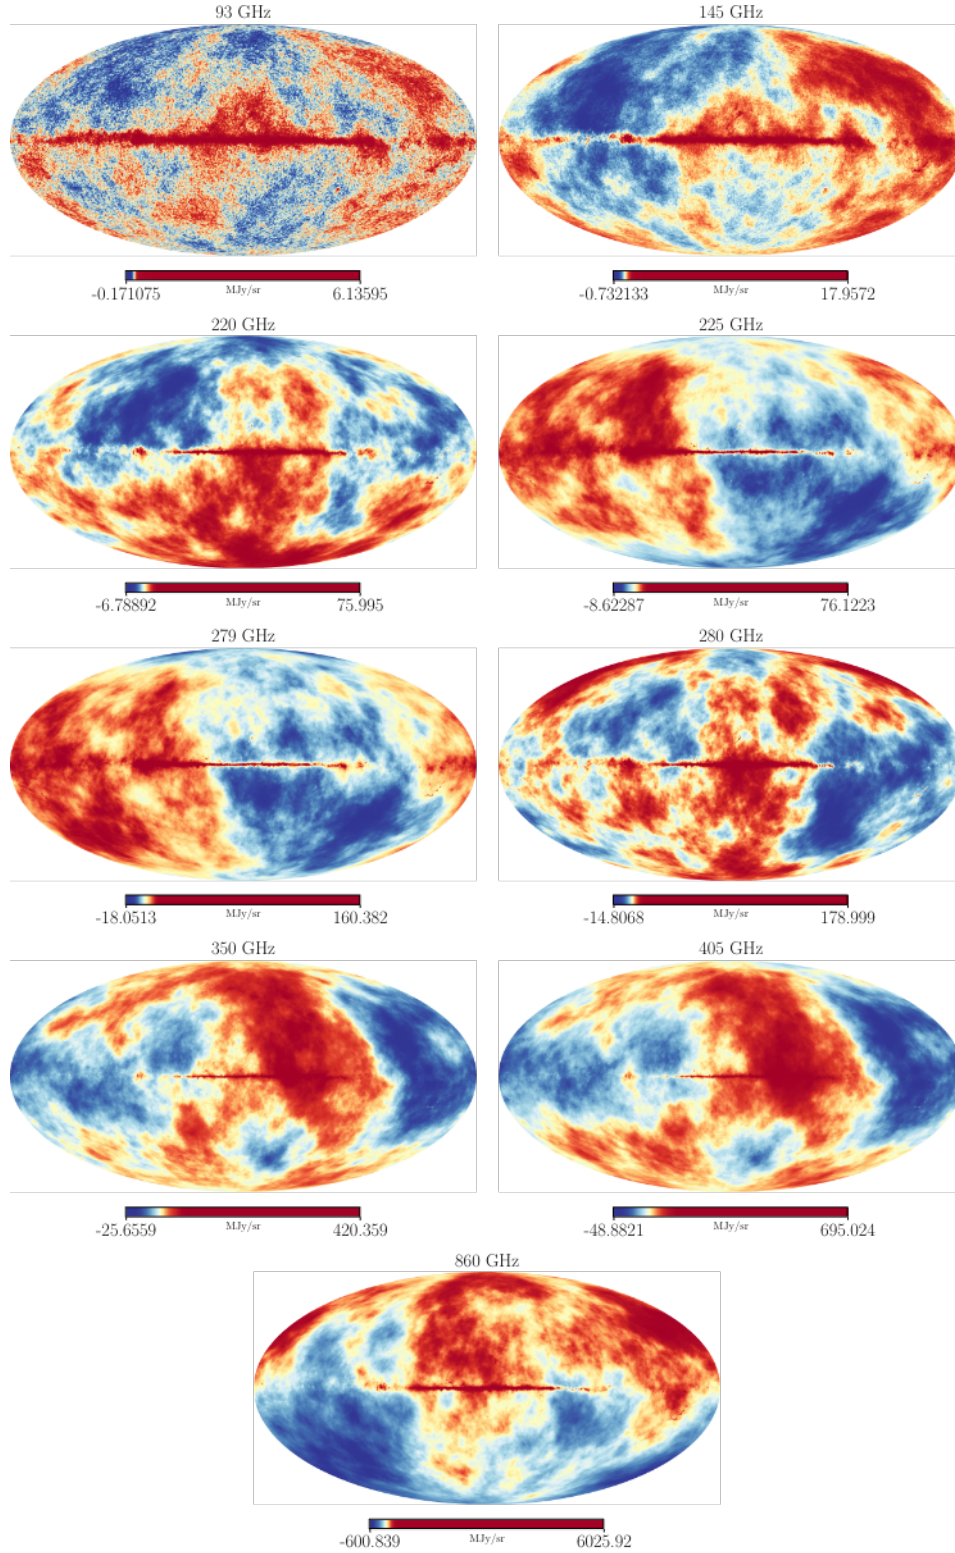 93 GHz
145 GHz
-0.171075 MJy/sr 6.13595
-0.732133 MJy/sr 17.9572
220 GHz
225 GHz
-6.78892 MJy/sr 75.995
-8.62287 MJy/sr 76.1223
279 GHz
280 GHz
-18.0513 MJy/sr 160.382
-14.8068 MJy/sr 178.999
350 GHz
405 GHz
-25.6559 MJy/sr 420.359
-48.8821 MJy/sr 695.024
860 GHz
-600.839 MJy/sr 6025.92